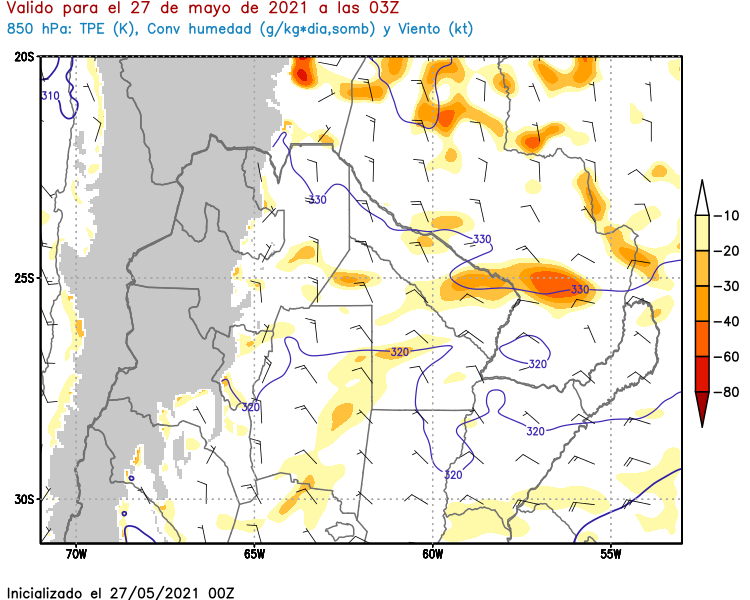 Valido para el 27 de mayo de 2021 a las 03Z
850 hPa: TPE (K), Conv humedad (g/kg*dia,somb) y Viento (kt)
20S
310
330
330
-10
-20
25S
330
-30
-40
320
320
-60
320
-80
320
320
30S
70W 65W 60W 55W
Inicializado el 27/05/2021 00Z